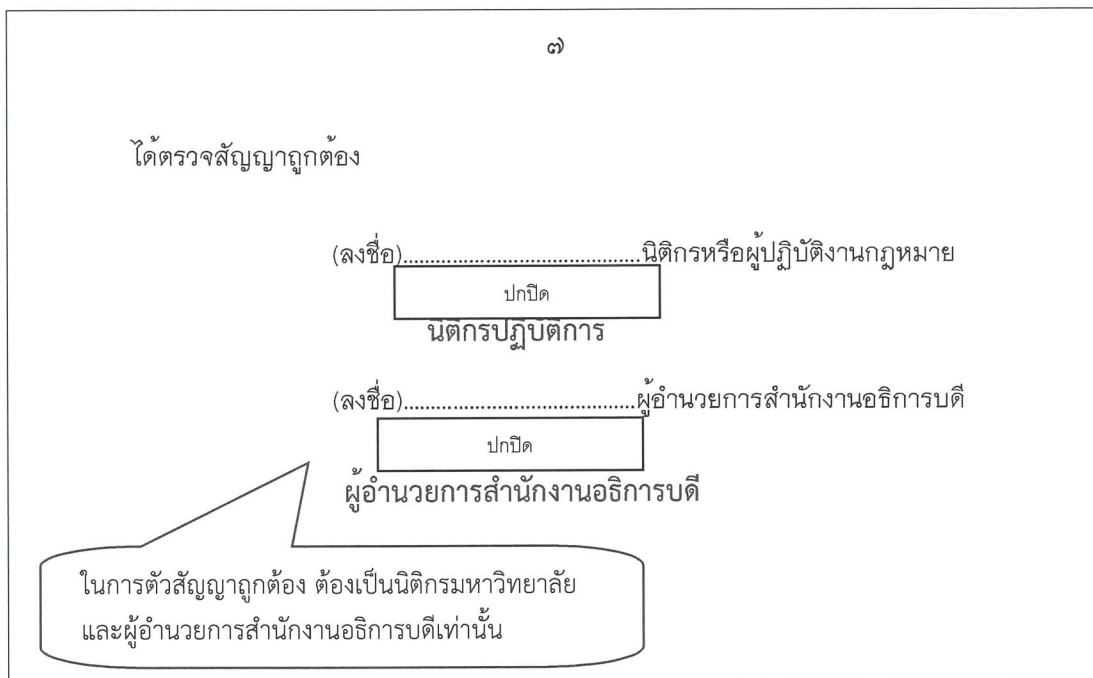 ๗
ได้ตรวจสัญญาถูกต้อง
(ลงชื่อ).......................................นิติกรหรือผู้ปฏิบัติงานกฎหมาย
ปกปิด
นิติกรปฏิบัติการ
(ลงชื่อ)......................................ผู้อำนวยการสำนักงานอธิการบดี
ปกปิด
ผู้อำนวยการสำนักงานอธิการบดี
ในการตัวสัญญาถูกต้อง ต้องเป็นนิติกรมหาวิทยาลัย
และผู้อำนวยการสำนักงานอธิการบดีเท่านั้น